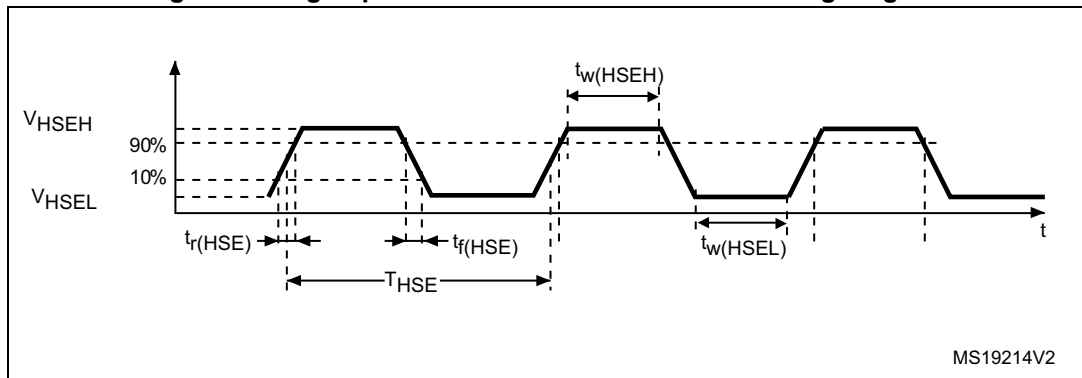 tw(HSEH)
VHSEH
90%
10%
VHSEL
tr(HSE)
tf(HSE)
tw(HSEL)
t
THSE
MS19214V2